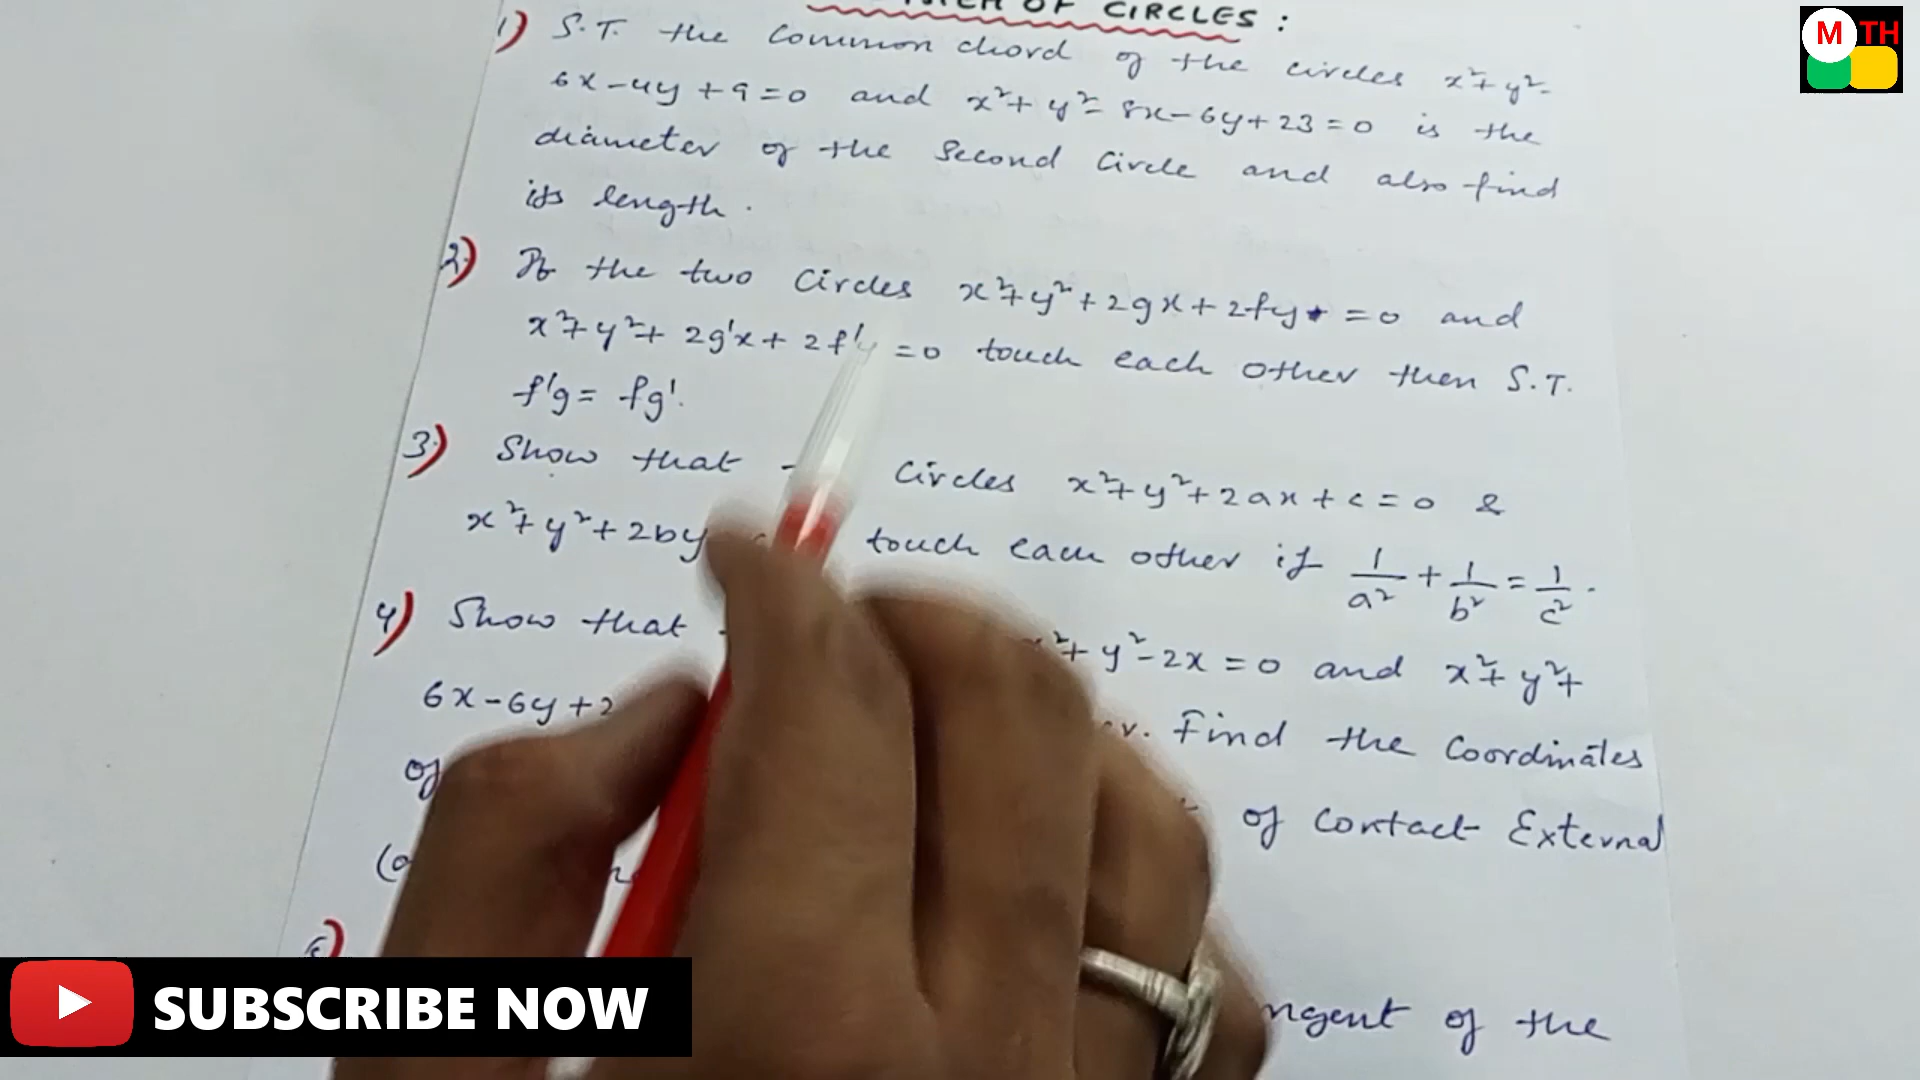 OF CIRCLES :
M TH
1) S.T. the common chord of the circles x²+y²-
6x-4y+9=0 and x²+y²-8x-6y+23=0 is the
diameter of the second circle and also find
its length.
2) If the two circles x²+y²+2gx+2fy =0 and
x²+y²+2g'x+2f'y=0 touch each other then S.T.
f'g = fg'.
3) Show that circles x²+y²+2ax+c=0 &
x²+y²+2by touch each other if 1/a² + 1/b² = 1/c².
4) Show that x²+y²-2x=0 and x²+y²+
6x-6y+2 Find the coordinates
of of contact External
ngent of the
SUBSCRIBE NOW